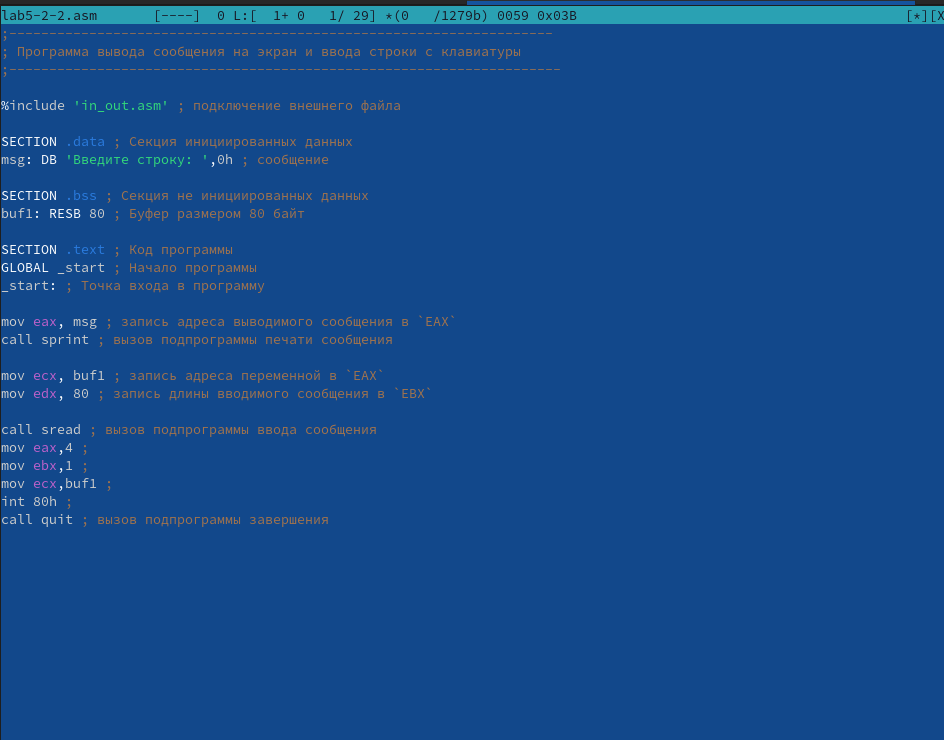 lab5-2-2.asm       [----]  0 L:[  1+ 0   1/ 29] *(0   /1279b) 0059 0x03B                                         [*][X
;--------------------------------------------------------------------
; Программа вывода сообщения на экран и ввода строки с клавиатуры
;---------------------------------------------------------------------
%include 'in_out.asm' ; подключение внешнего файла
SECTION .data ; Секция инициированных данных
msg: DB 'Введите строку: ',0h ; сообщение
SECTION .bss ; Секция не инициированных данных
buf1: RESB 80 ; Буфер размером 80 байт
SECTION .text ; Код программы
GLOBAL _start ; Начало программы
_start: ; Точка входа в программу
mov eax, msg ; запись адреса выводимого сообщения в `EAX`
call sprint ; вызов подпрограммы печати сообщения
mov ecx, buf1 ; запись адреса переменной в `EAX`
mov edx, 80 ; запись длины вводимого сообщения в `EBX`
call sread ; вызов подпрограммы ввода сообщения
mov eax,4 ;
mov ebx,1 ;
mov ecx,buf1 ;
int 80h ;
call quit ; вызов подпрограммы завершения